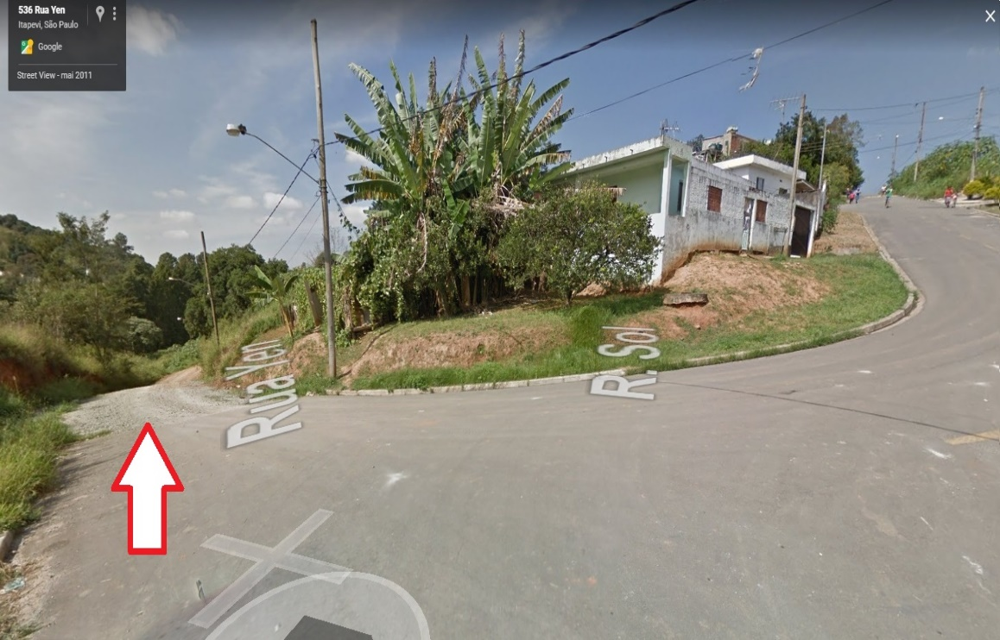 536 Rua Yen
Itapevi, São Paulo
Google
Street View - mai 2011
Rua Yen
R. Sol